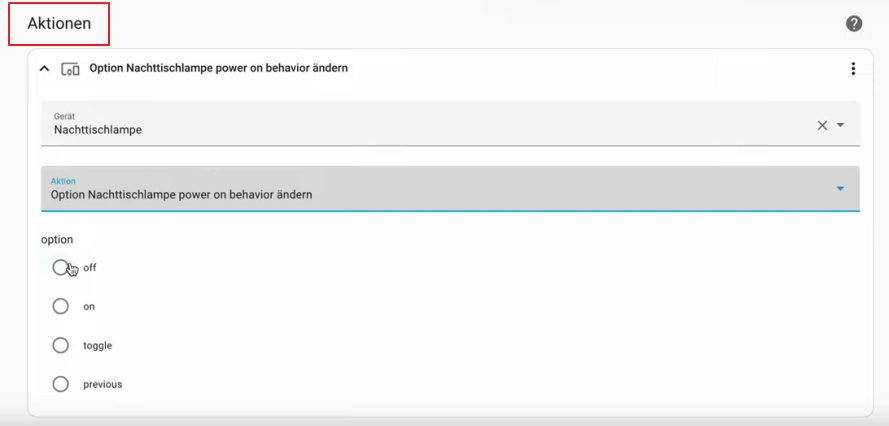 Aktionen
Option Nachttischlampe power on behavior ändern
Gerät
Nachttischlampe
Aktion
Option Nachttischlampe power on behavior ändern
option
off
on
toggle
previous